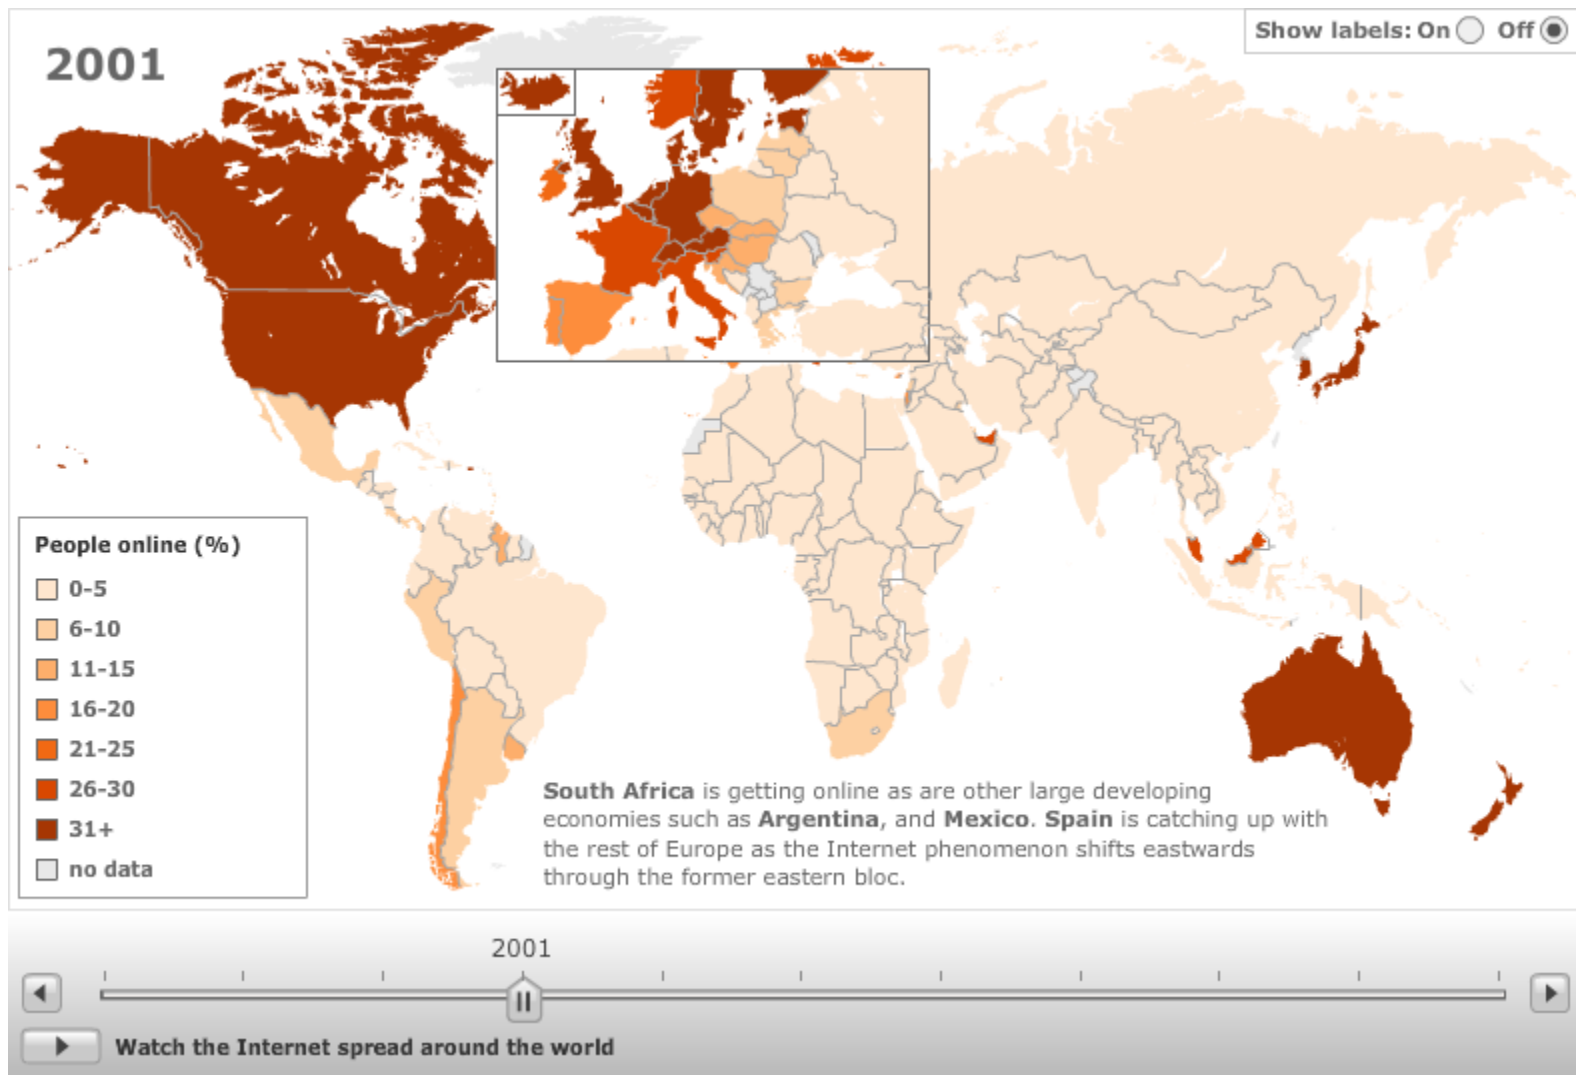 2001
Show labels: On Off
People online (%)
0-5
6-10
11-15
16-20
21-25
26-30
31+
no data
South Africa is getting online as are other large developing
economies such as Argentina, and Mexico. Spain is catching up with
the rest of Europe as the Internet phenomenon shifts eastwards
through the former eastern bloc.
2001
Watch the Internet spread around the world